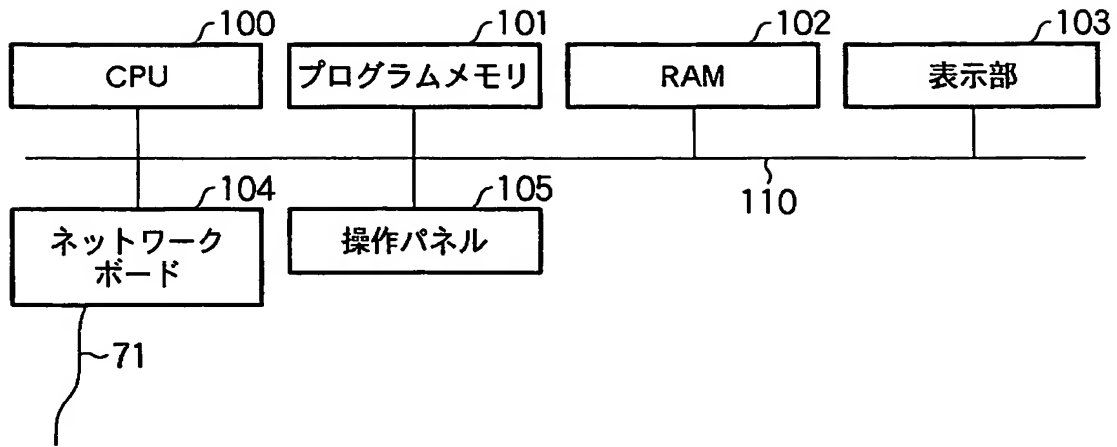 100
101
102
103
CPU
プログラムメモリ
RAM
表示部
104
105
110
ネットワーク
ボード
操作パネル
71